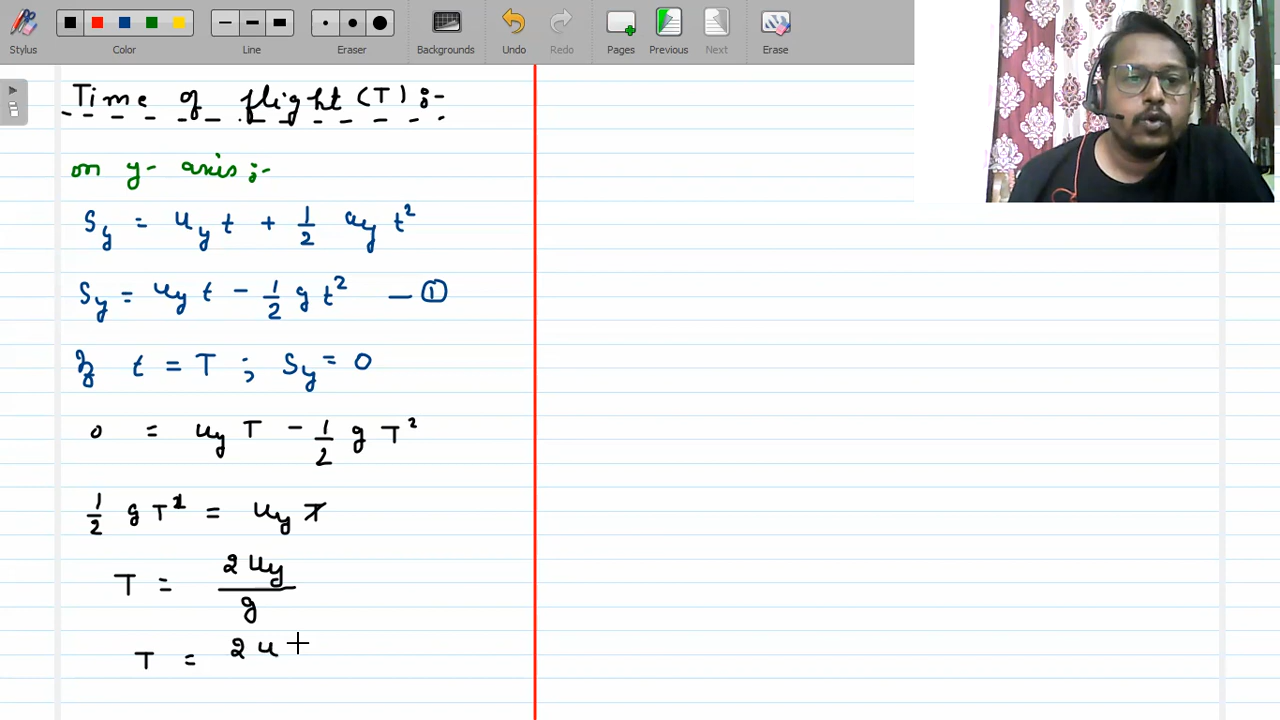 Stylus Color Line Eraser Backgrounds Undo Redo Pages Previous Next Erase
Time of flight (T) :-
on y- axis :-
Sy = uy t + 1/2 ay t²
Sy = uy t - 1/2 g t² — ①
If t = T ; Sy = 0
0 = uy T - 1/2 g T²
1/2 g T² = uy T
T = 2uy/g
T = 2u